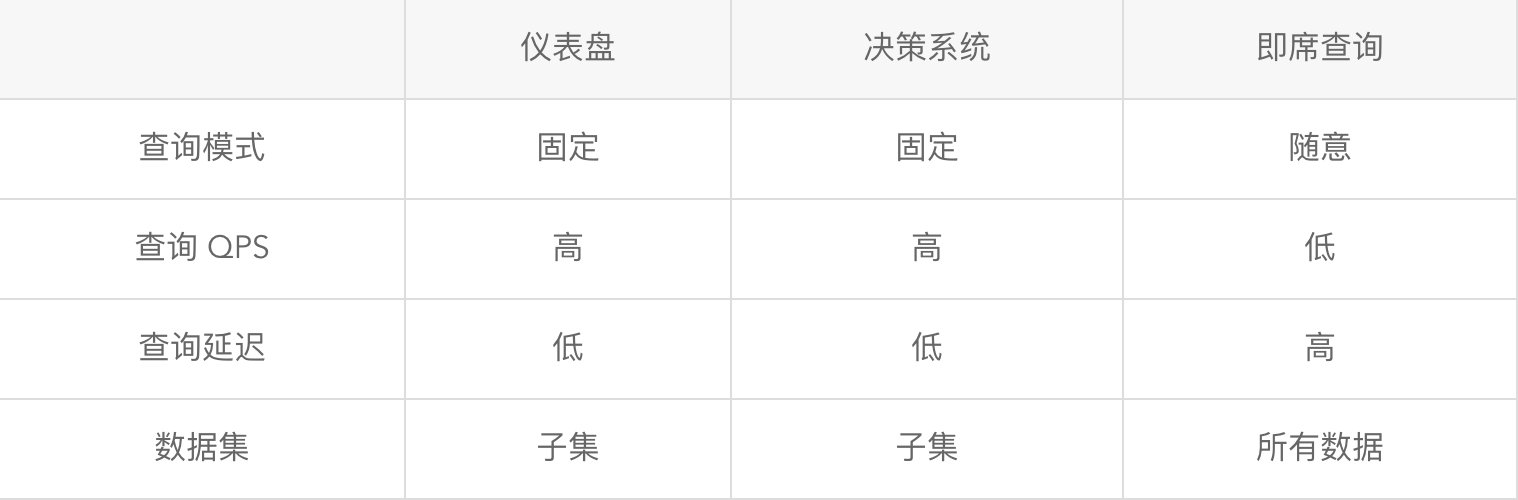 仪表盘 决策系统 即席查询
查询模式 固定 固定 随意
查询 QPS 高 高 低
查询延迟 低 低 高
数据集 子集 子集 所有数据